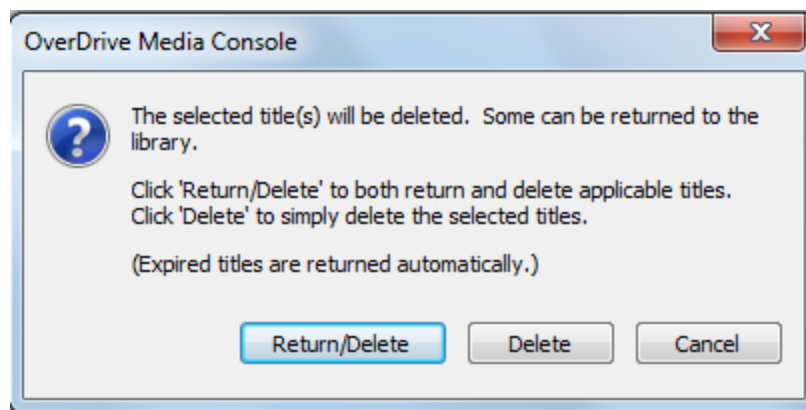 OverDrive Media Console
The selected title(s) will be deleted.  Some can be returned to the
library.
Click 'Return/Delete' to both return and delete applicable titles.
Click 'Delete' to simply delete the selected titles.
(Expired titles are returned automatically.)
Return/Delete Delete Cancel